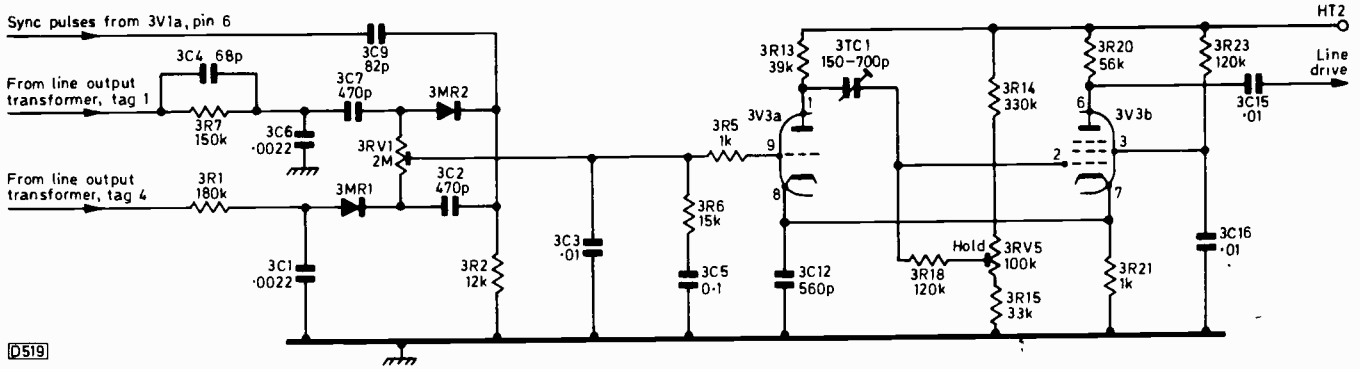 Sync pulses from 3V1a, pin 6
3C9
82p
3C4 68p
From line output
transformer, tag 1
3R7
150k
3C6
·0022
3C7
470p
3MR2
3RV1
2M
From line output
transformer, tag 4
3R1
180k
3MR1
3C2
470p
3C1
·0022
3R2
12k
3C3
·01
3R5
1k
3R6
15k
3C5
0·1
3R13
39k
3TC1
150-700p
1
3V3a
9
8
3C12
560p
3R14
330k
Hold
3RV5
100k
3R18
120k
3R15
33k
HT2
3R20
56k
3R23
120k
Line
drive
3C15
·01
6
3V3b
2
3
7
3R21
1k
3C16
·01
D519